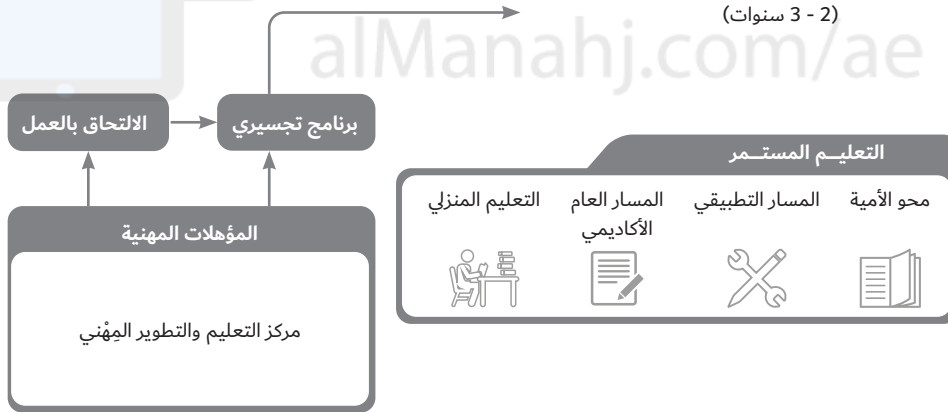 (2 - 3 سنوات)
alManahj.com/ae
برنامج تجسيري
الالتحاق بالعمل
التعليــم المستــمر
محو الأمية
المسار التطبيقي
المسار العام
الأكاديمي
التعليم المنزلي
المؤهلات المهنية
مركز التعليم والتطوير المِهْني